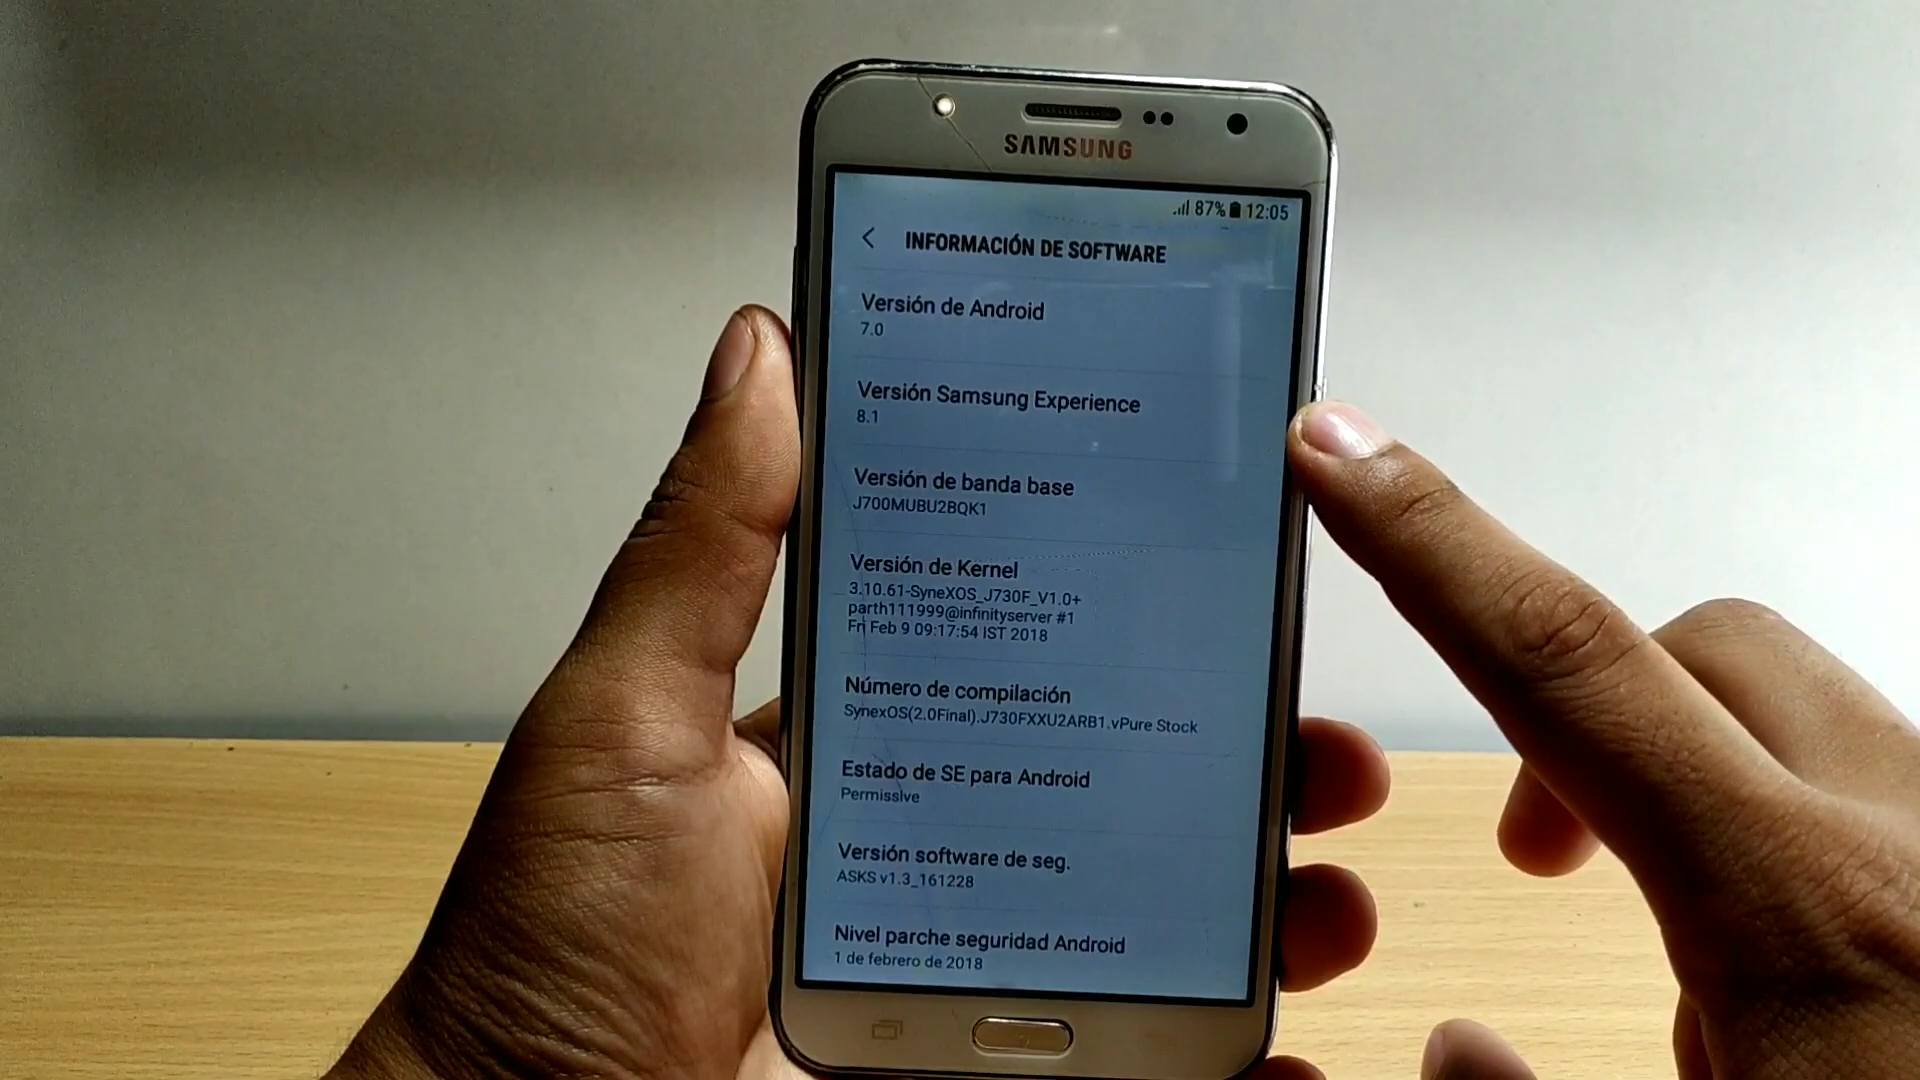 SAMSUNG
87% 12:05
INFORMACIÓN DE SOFTWARE
Versión de Android
7.0
Versión Samsung Experience
8.1
Versión de banda base
J700MUBU2BQK1
Versión de Kernel
3.10.61-SyneXOS_J730F_V1.0+
parth111999@infinityserver #1
Fri Feb 9 09:17:54 IST 2018
Número de compilación
SynexOS(2.0Final).J730FXXU2ARB1.vPure Stock
Estado de SE para Android
Permissive
Versión software de seg.
ASKS v1.3_161228
Nivel parche seguridad Android
1 de febrero de 2018